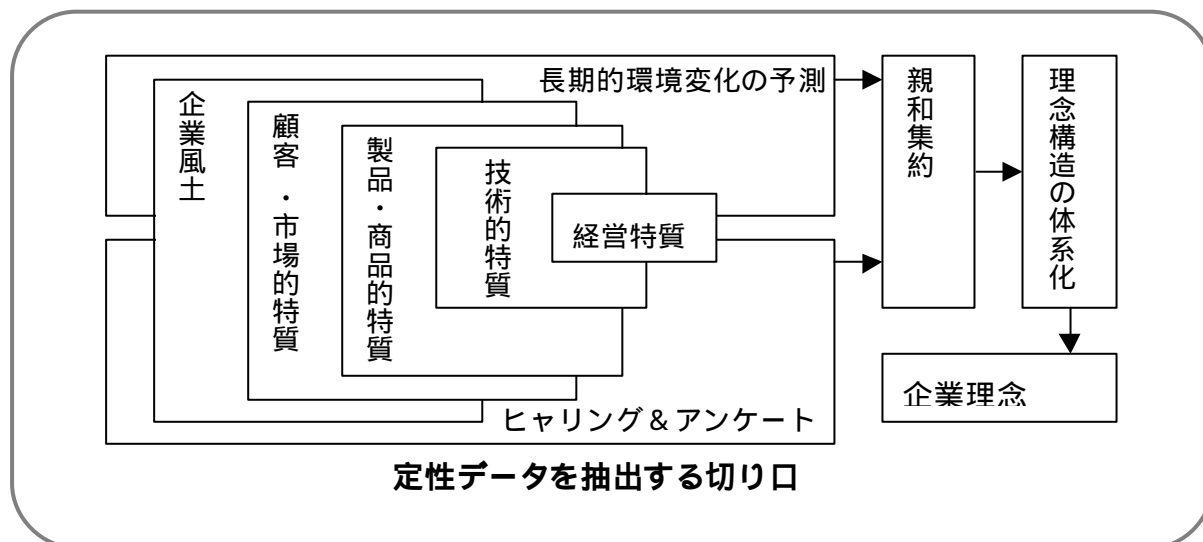 長期的環境変化の予測
企業風土
顧客・市場的特質
製品・商品的特質
技術的特質
経営特質
ヒャリング&アンケート
親和集約
理念構造の体系化
企業理念
定性データを抽出する切り口